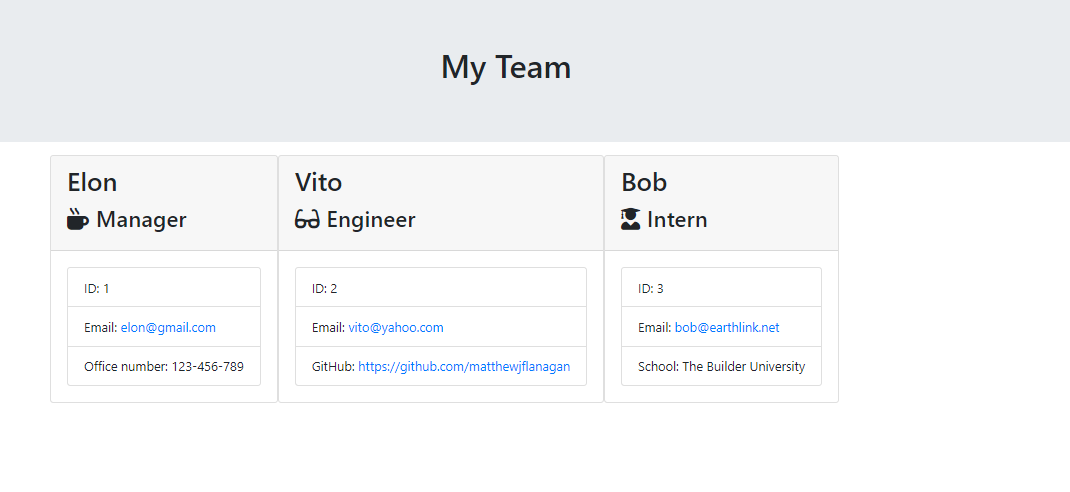 My Team
Elon
Manager
ID: 1
Email: elon@gmail.com
Office number: 123-456-789
Vito
Engineer
ID: 2
Email: vito@yahoo.com
GitHub: https://github.com/matthewjflanagan
Bob
Intern
ID: 3
Email: bob@earthlink.net
School: The Builder University